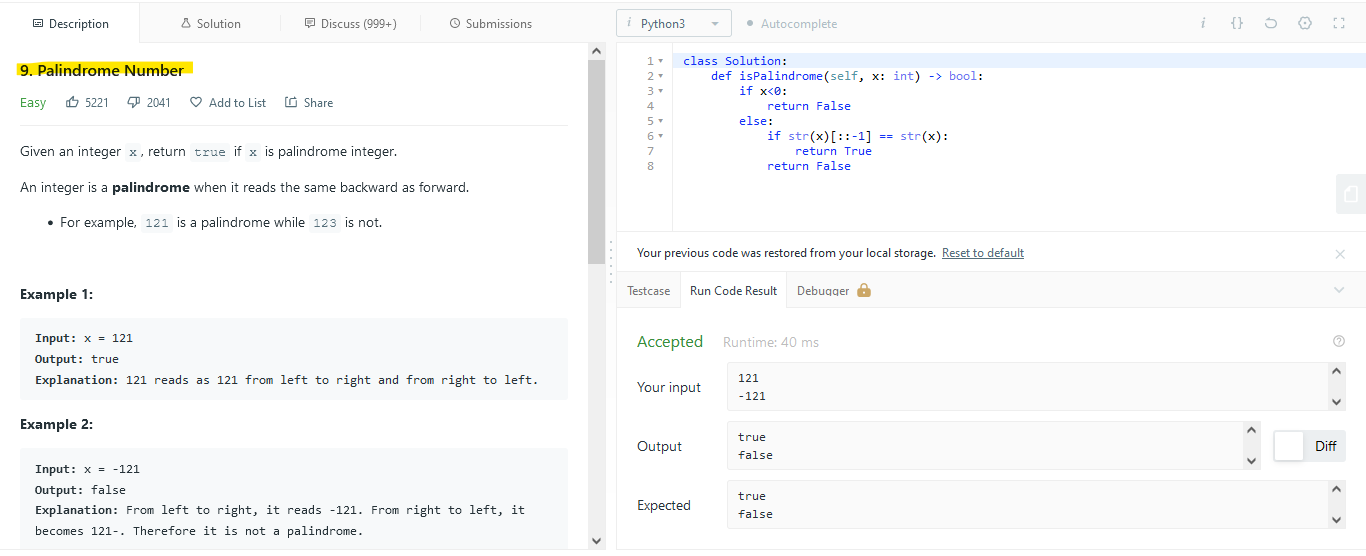 Description
Solution
Discuss (999+)
Submissions
9. Palindrome Number
Easy
5221
2041
Add to List
Share
Given an integer x, return true if x is palindrome integer.
An integer is a palindrome when it reads the same backward as forward.
• For example, 121 is a palindrome while 123 is not.
Example 1:
Input: x = 121
Output: true
Explanation: 121 reads as 121 from left to right and from right to left.
Example 2:
Input: x = -121
Output: false
Explanation: From left to right, it reads -121. From right to left, it
becomes 121-. Therefore it is not a palindrome.
i Python3
Autocomplete
i {}
1 class Solution:
2 def isPalindrome(self, x: int) -> bool:
3 if x<0:
4 return False
5 else:
6 if str(x)[::-1] == str(x):
7 return True
8 return False
Your previous code was restored from your local storage. Reset to default
Testcase
Run Code Result
Debugger
Accepted
Runtime: 40 ms
Your input
121
-121
Output
true
false
Diff
Expected
true
false